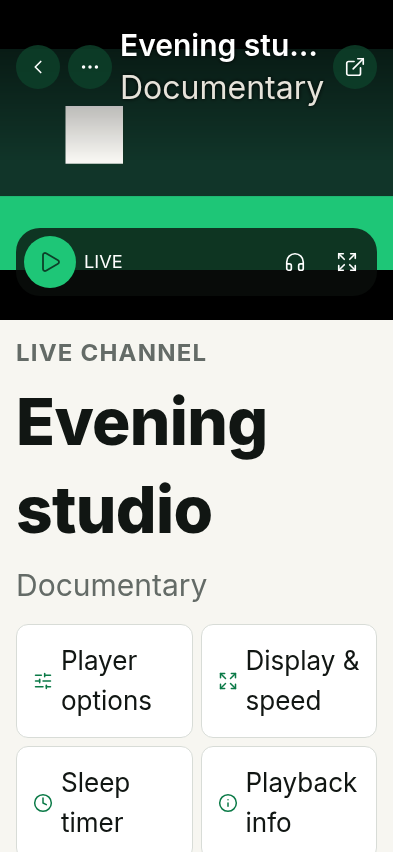 Evening stu...
Documentary
LIVE
LIVE CHANNEL
Evening
studio
Documentary
Player
options
Display &
speed
Sleep
timer
Playback
info